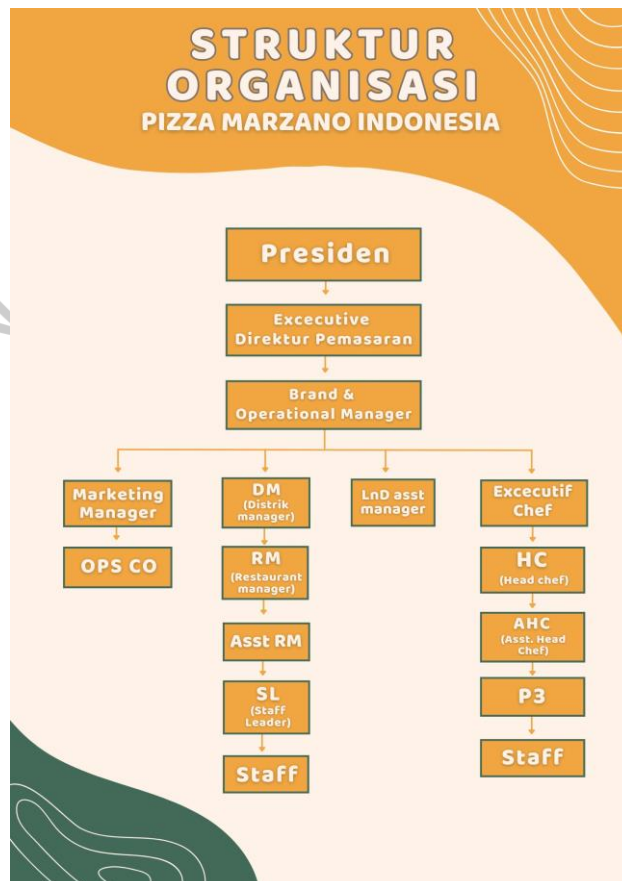 STRUKTUR
ORGANISASI
PIZZA MARZANO INDONESIA
Presiden
Excecutive
Direktur Pemasaran
Brand &
Operational Manager
Marketing
Manager
OPS CO
DM
(Distrik
manager)
RM
(Restaurant
manager)
Asst RM
SL
(Staff
Leader)
Staff
LnD asst
manager
Excecutif
Chef
HC
(Head chef)
AHC
(Asst. Head
Chef)
P3
Staff